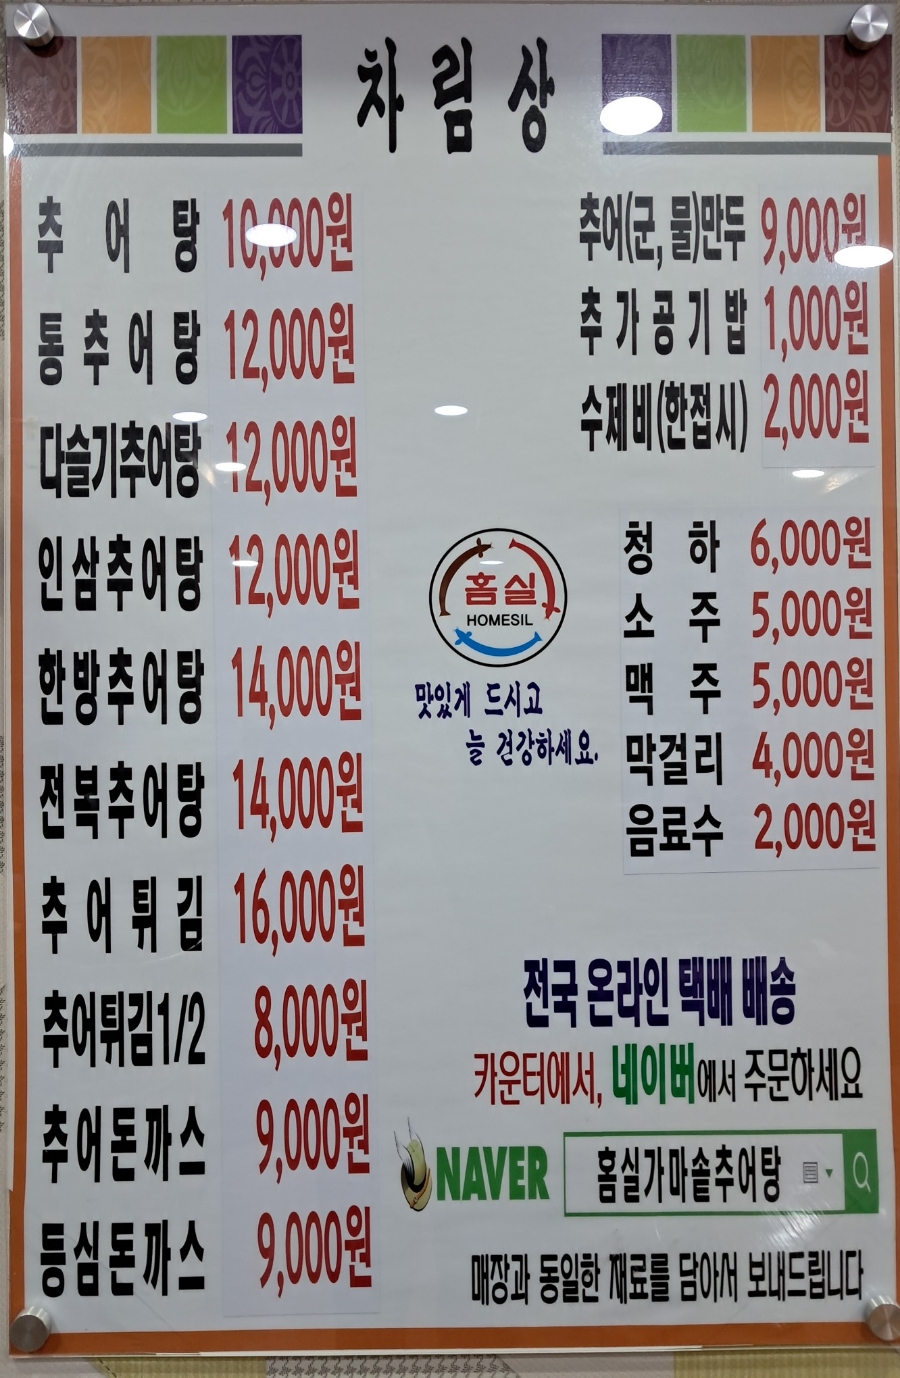 차림상
추어탕 10,000원
통추어탕 12,000원
다슬기추어탕 12,000원
인삼추어탕 12,000원
한방추어탕 14,000원
전복추어탕 14,000원
추어튀김 16,000원
추어튀김1/2 8,000원
추어돈까스 9,000원
등심돈까스 9,000원
추어(군,물)만두 9,000원
추가공기밥 1,000원
수제비(한접시) 2,000원
홈실
HOMESIL
맛있게 드시고
늘 건강하세요.
청하 6,000원
소주 5,000원
맥주 5,000원
막걸리 4,000원
음료수 2,000원
전국 온라인 택배 배송
카운터에서, 네이버에서 주문하세요
NAVER 홈실가마솥추어탕
매장과 동일한 재료를 담아서 보내드립니다